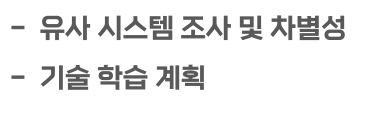 - 유사 시스템 조사 및 차별성
- 기술 학습 계획